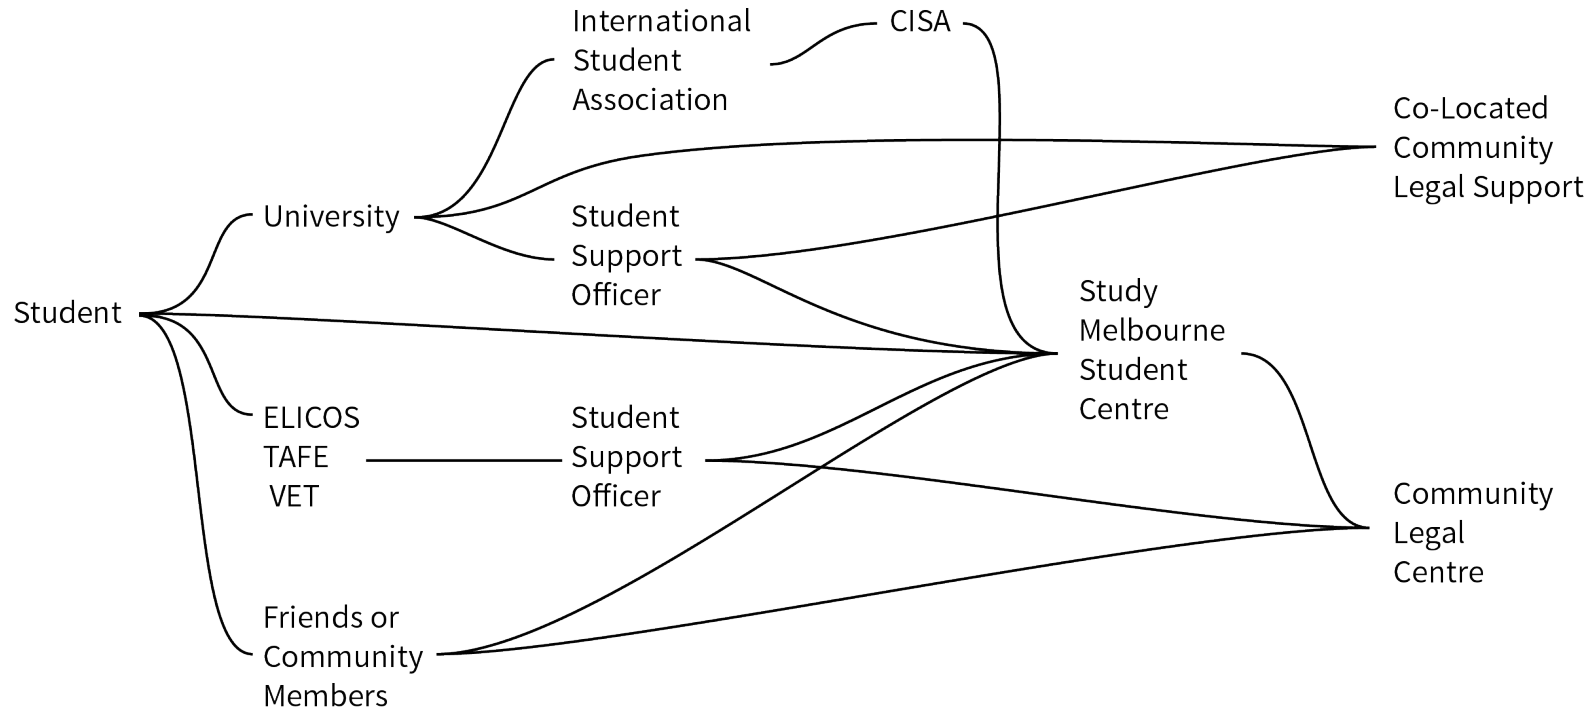 Student
University
ELICOS
TAFE
VET
Friends or
Community
Members
International
Student
Association
Student
Support
Officer
Student
Support
Officer
CISA
Study
Melbourne
Student
Centre
Co-Located
Community
Legal Support
Community
Legal
Centre